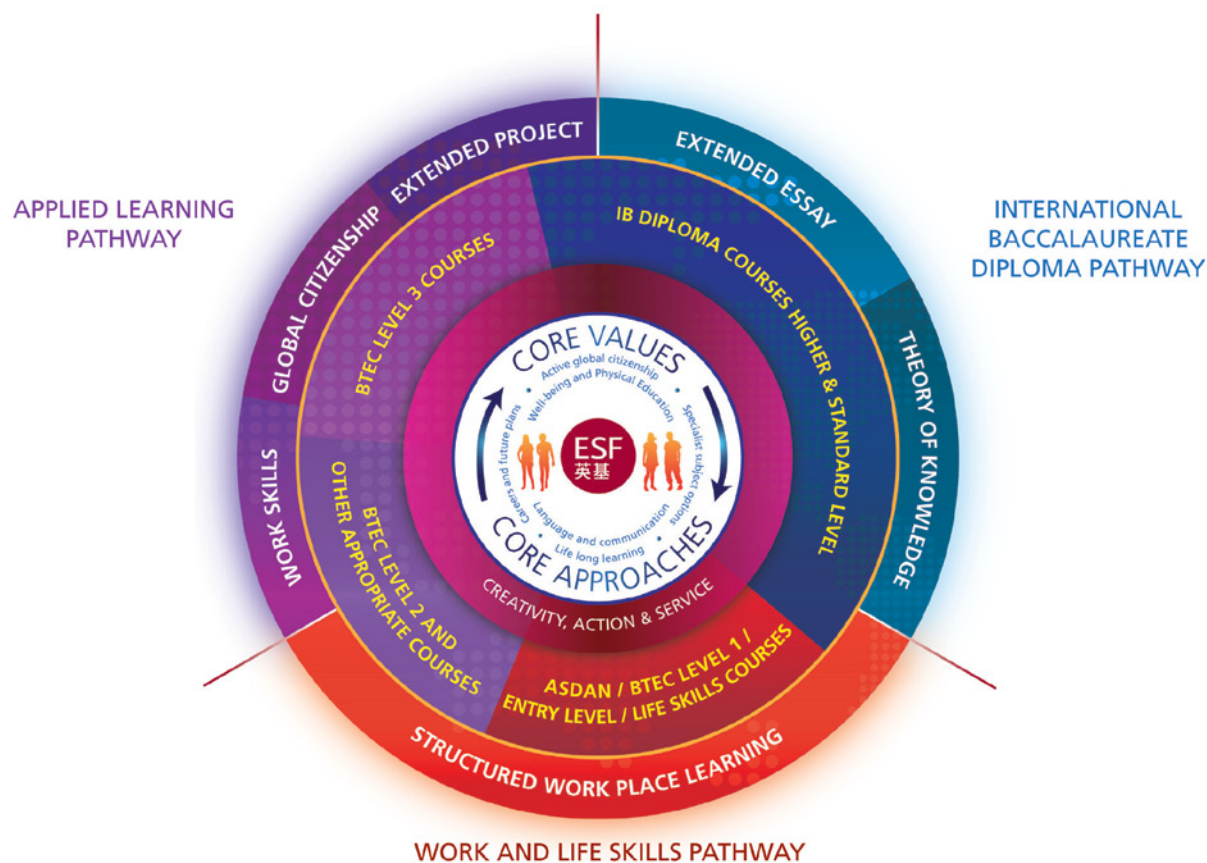 APPLIED LEARNING
PATHWAY
INTERNATIONAL
BACCALAUREATE
DIPLOMA PATHWAY
WORK SKILLS
GLOBAL CITIZENSHIP
EXTENDED PROJECT
EXTENDED ESSAY
THEORY OF KNOWLEDGE
BTEC LEVEL 3 COURSES
IB DIPLOMA COURSES HIGHER & STANDARD LEVEL
BTEC LEVEL 2 AND
OTHER APPROPRIATE COURSES
CORE VALUES
Active global citizenship
Well-being and Physical Education
Careers and future plans
Specialist subject options
ESF
英基
Language and communication
Life long learning
CORE APPROACHES
CREATIVITY, ACTION & SERVICE
ASDAN / BTEC LEVEL 1 /
ENTRY LEVEL / LIFE SKILLS COURSES
STRUCTURED WORK PLACE LEARNING
WORK AND LIFE SKILLS PATHWAY